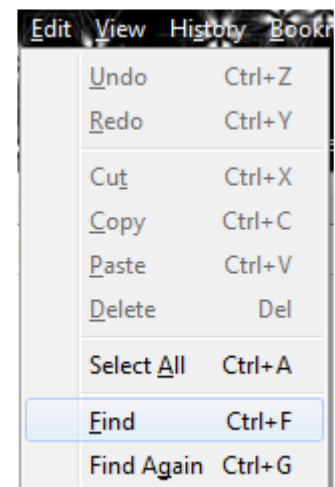 Edit View History Bookr
Undo Ctrl+Z
Redo Ctrl+Y
Cut Ctrl+X
Copy Ctrl+C
Paste Ctrl+V
Delete Del
Select All Ctrl+A
Find Ctrl+F
Find Again Ctrl+G